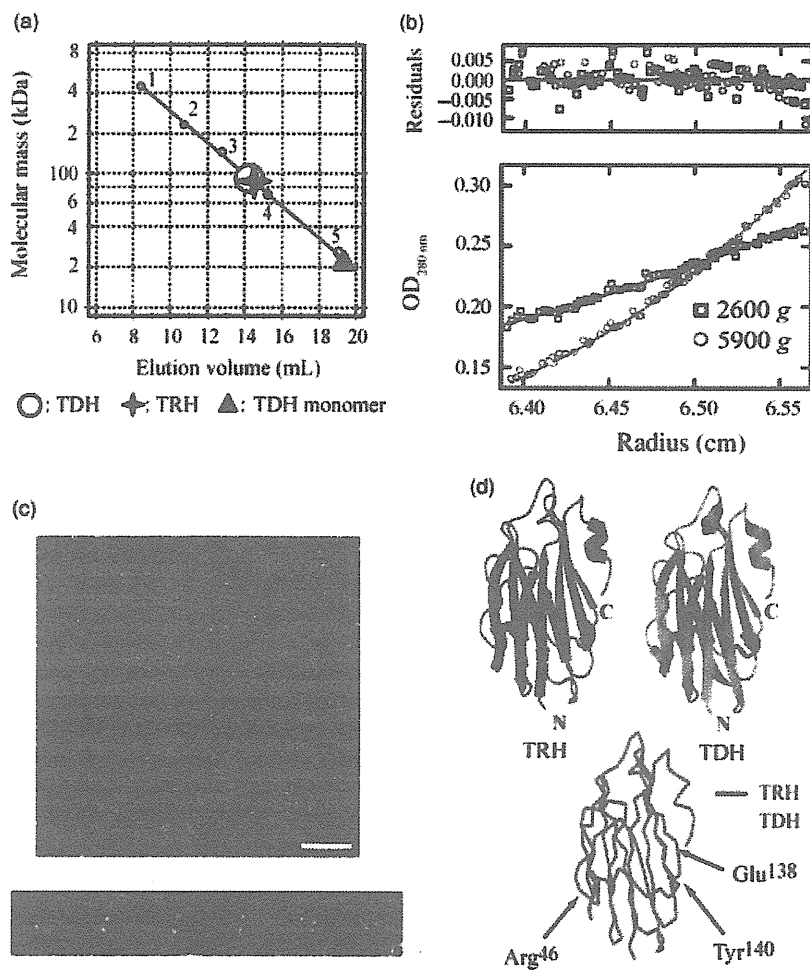 (a)
Molecular mass (kDa)
8
6
4
2
100
8
6
4
2
10
1
2
3
4
5
6 8 10 12 14 16 18 20
Elution volume (mL)
: TDH : TRH : TDH monomer
(b)
Residuals
0.005
0.000
−0.005
−0.010
OD280 nm
0.30
0.25
0.20
0.15
2600 g
5900 g
6.40 6.45 6.50 6.55
Radius (cm)
(c)
(d)
C
C
N
N
TRH
TDH
TRH
TDH
Glu138
Arg46
Tyr140